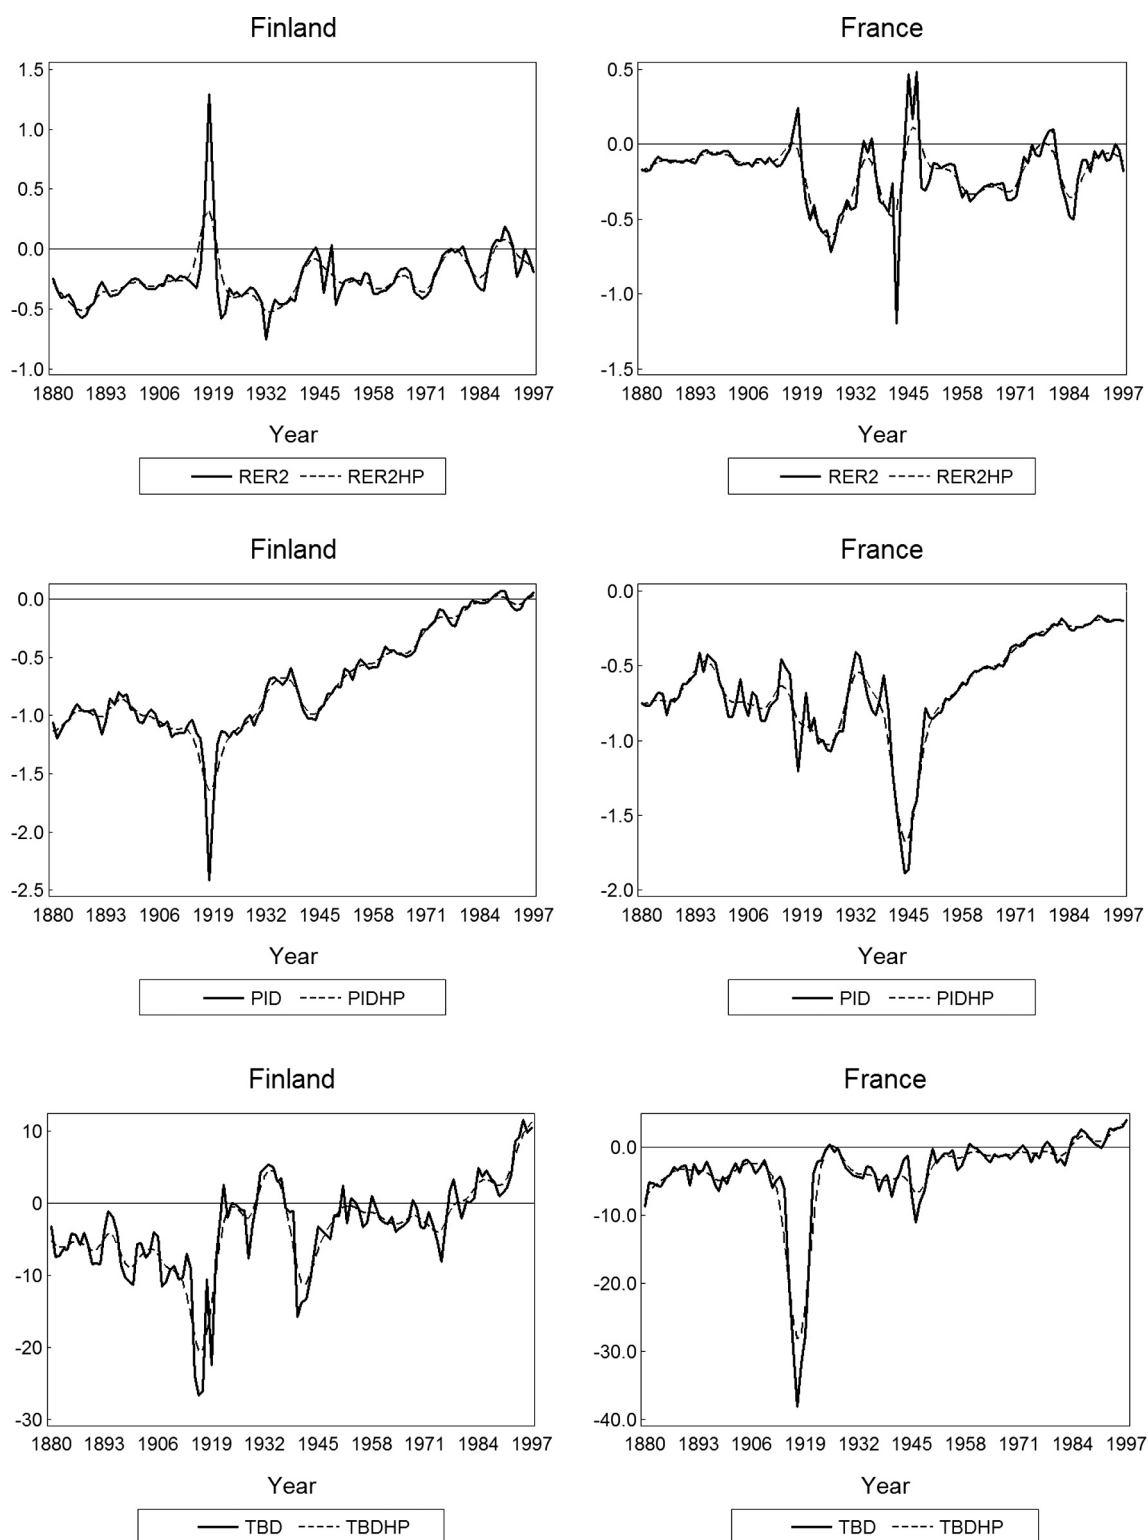 Finland
1.5
1.0
0.5
0.0
-0.5
-1.0
1880 1893 1906 1919 1932 1945 1958 1971 1984 1997
Year
RER2 RER2HP
France
0.5
0.0
-0.5
-1.0
-1.5
1880 1893 1906 1919 1932 1945 1958 1971 1984 1997
Year
RER2 RER2HP
Finland
0.0
-0.5
-1.0
-1.5
-2.0
-2.5
1880 1893 1906 1919 1932 1945 1958 1971 1984 1997
Year
PID PIDHP
France
0.0
-0.5
-1.0
-1.5
-2.0
1880 1893 1906 1919 1932 1945 1958 1971 1984 1997
Year
PID PIDHP
Finland
10
0
-10
-20
-30
1880 1893 1906 1919 1932 1945 1958 1971 1984 1997
Year
TBD TBDHP
France
0.0
-10.0
-20.0
-30.0
-40.0
1880 1893 1906 1919 1932 1945 1958 1971 1984 1997
Year
TBD TBDHP